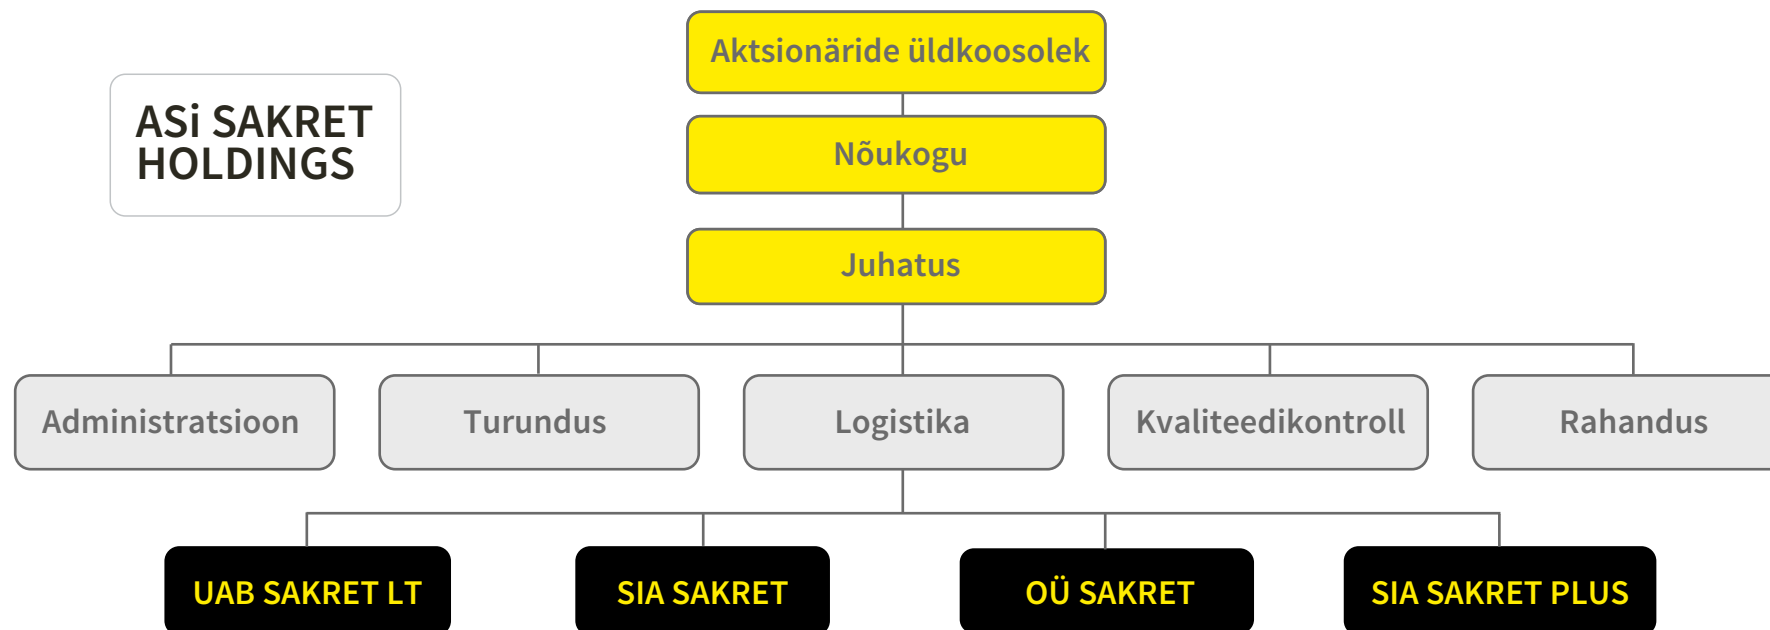 Aktsionäride üldkoosolek
ASi SAKRET
HOLDINGS
Nõukogu
Juhatus
Administratsioon
Turundus
Logistika
Kvaliteedikontroll
Rahandus
UAB SAKRET LT
SIA SAKRET
OÜ SAKRET
SIA SAKRET PLUS